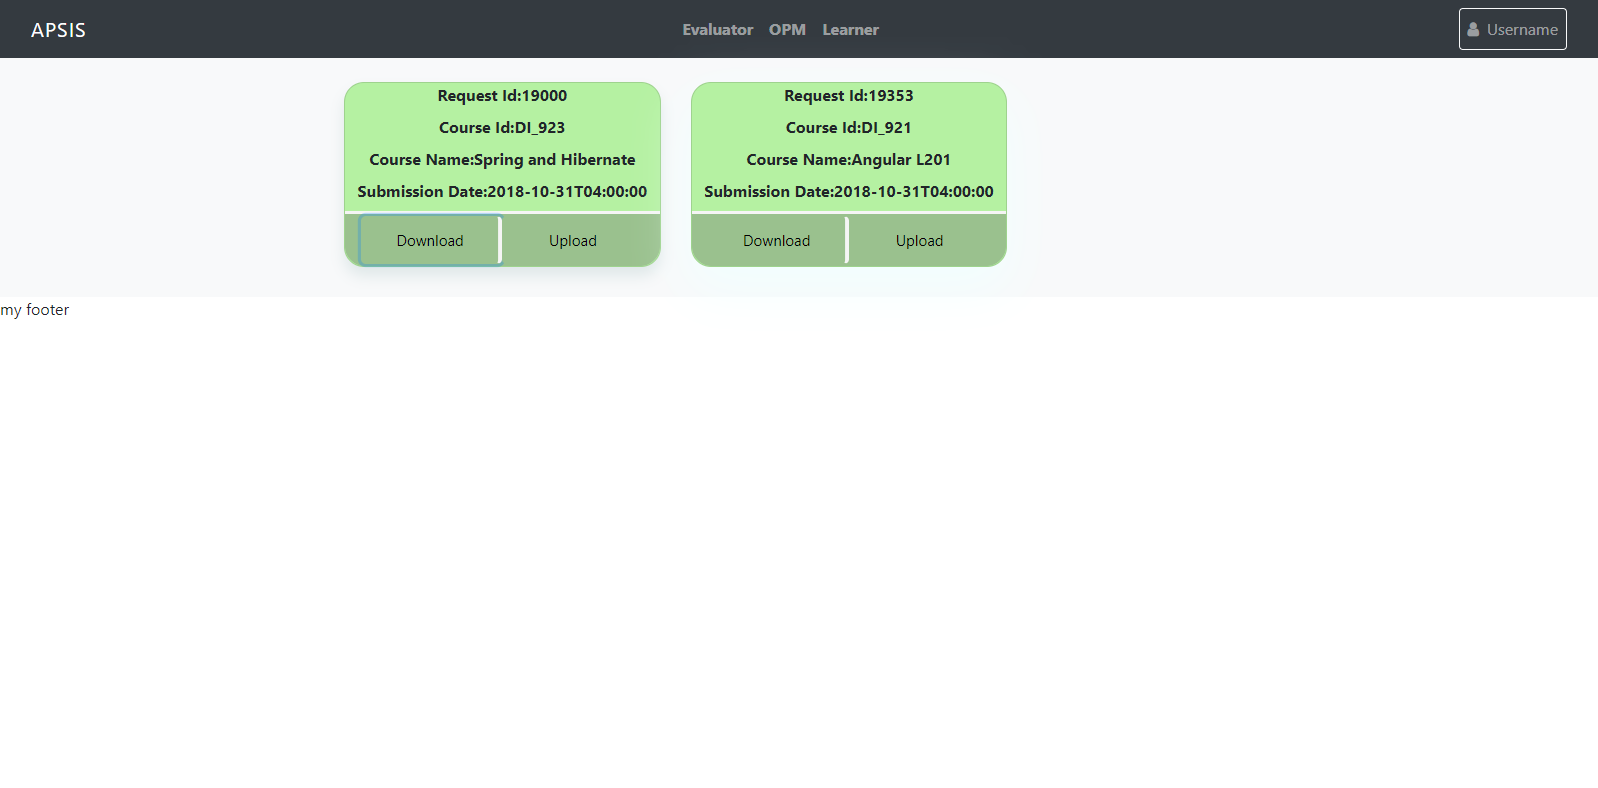 APSIS
Evaluator OPM Learner
Username
Request Id:19000
Course Id:DI_923
Course Name:Spring and Hibernate
Submission Date:2018-10-31T04:00:00
Download Upload
Request Id:19353
Course Id:DI_921
Course Name:Angular L201
Submission Date:2018-10-31T04:00:00
Download Upload
my footer